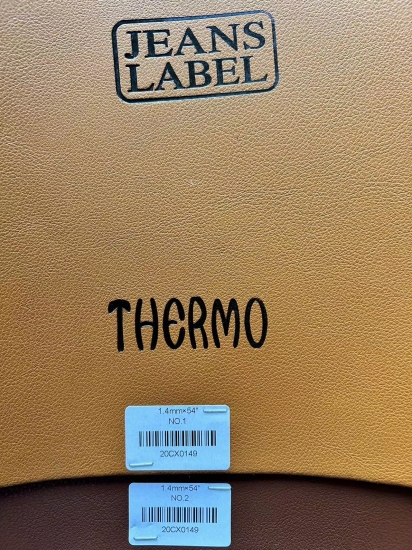 JEANS
LABEL
THERMO
1.4mm×54"
NO.1
20CX0149
1.4mm×54"
NO.2
20CX0149